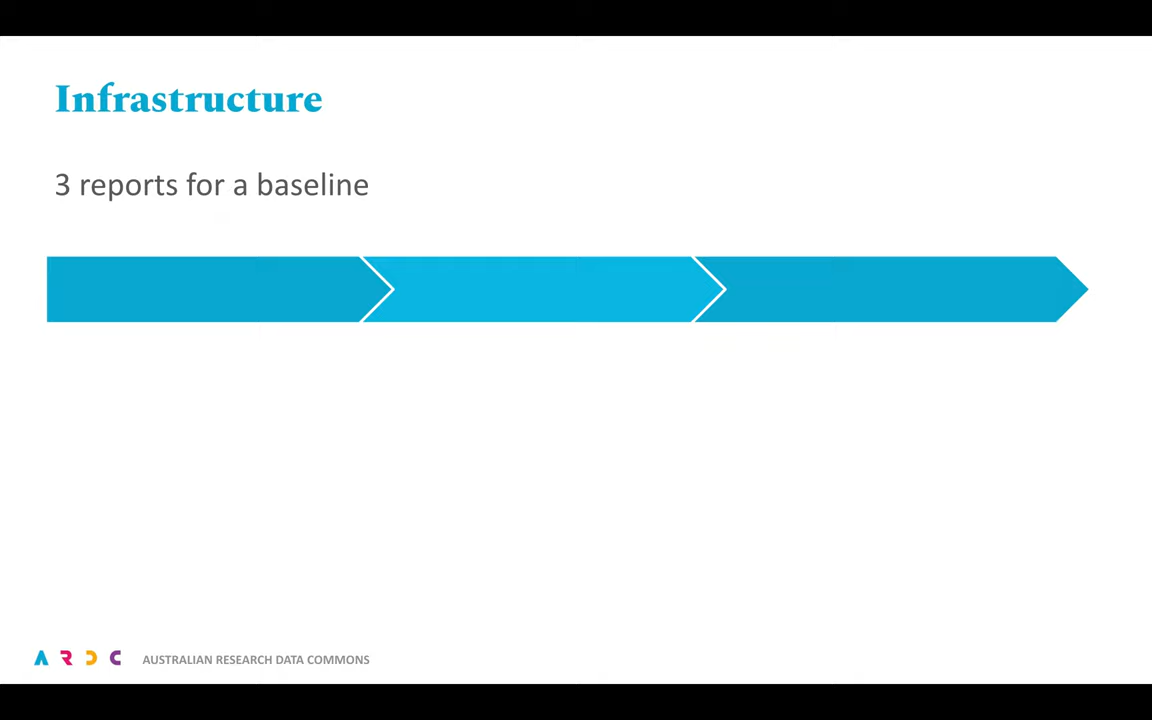 Infrastructure
3 reports for a baseline
ARDC AUSTRALIAN RESEARCH DATA COMMONS